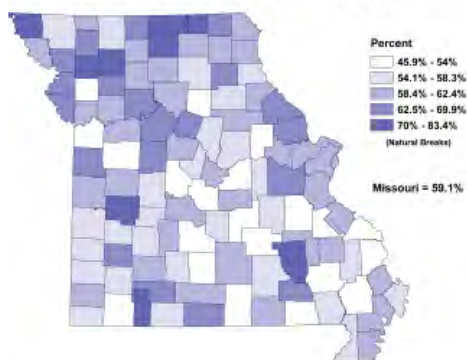 Percent
45.9% - 54%
54.1% - 58.3%
58.4% - 62.4%
62.5% - 69.9%
70% - 83.4%
(Natural Breaks)
Missouri = 59.1%